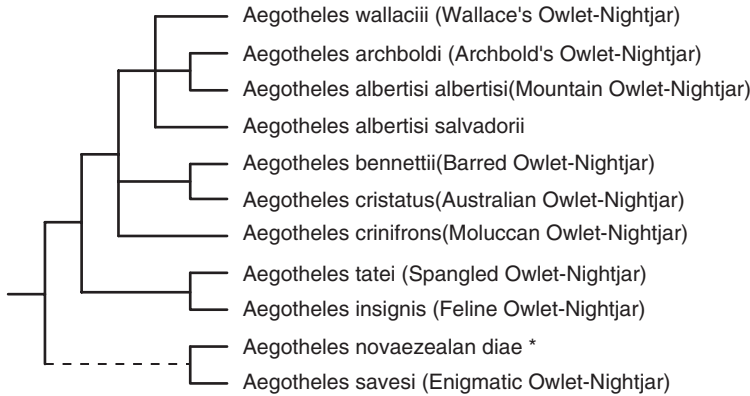 Aegotheles wallaciii (Wallace's Owlet-Nightjar)
Aegotheles archboldi (Archbold's Owlet-Nightjar)
Aegotheles albertisi albertisi(Mountain Owlet-Nightjar)
Aegotheles albertisi salvadorii
Aegotheles bennettii(Barred Owlet-Nightjar)
Aegotheles cristatus(Australian Owlet-Nightjar)
Aegotheles crinifrons(Moluccan Owlet-Nightjar)
Aegotheles tatei (Spangled Owlet-Nightjar)
Aegotheles insignis (Feline Owlet-Nightjar)
Aegotheles novaezealan diae *
Aegotheles savesi (Enigmatic Owlet-Nightjar)